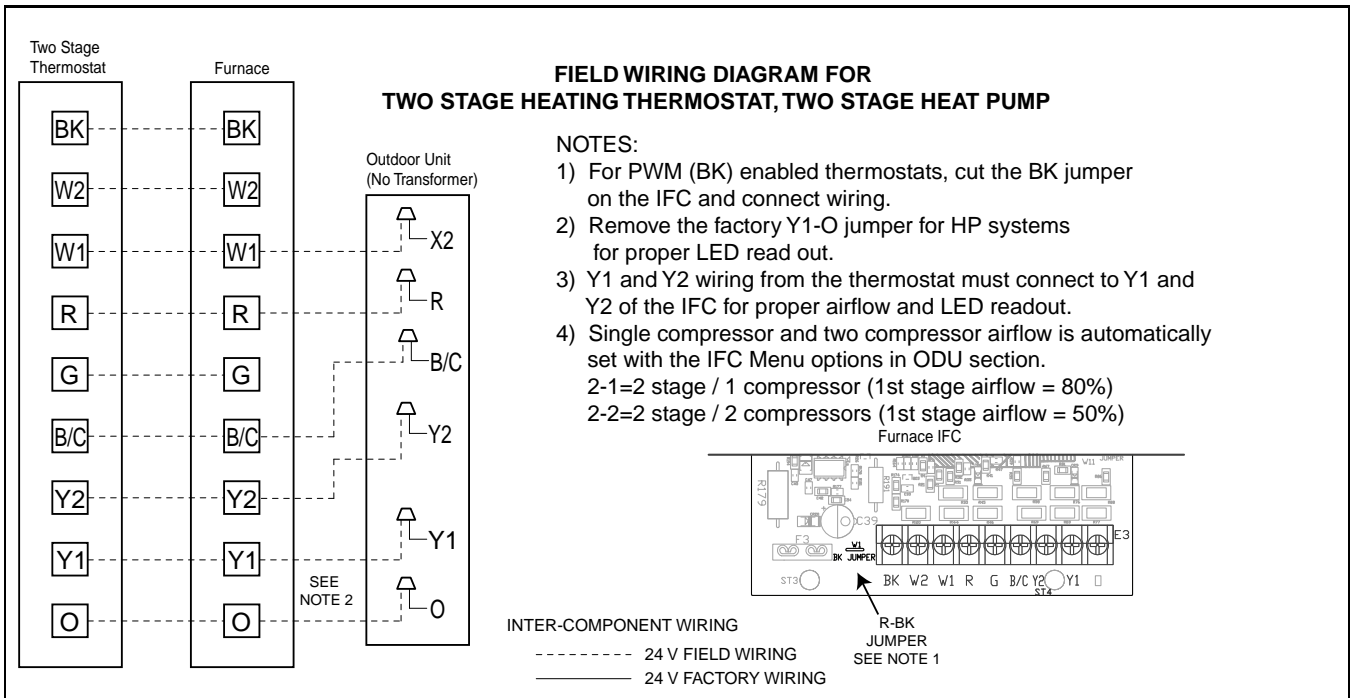 Two Stage
Thermostat
Furnace
FIELD WIRING DIAGRAM FOR
TWO STAGE HEATING THERMOSTAT, TWO STAGE HEAT PUMP
BK
BK
W2
W2
W1
W1
R
R
G
G
B/C
B/C
Y2
Y2
Y1
Y1
O
O
SEE
NOTE 2
Outdoor Unit
(No Transformer)
X2
R
B/C
Y2
Y1
O
NOTES:
1) For PWM (BK) enabled thermostats, cut the BK jumper
on the IFC and connect wiring.
2) Remove the factory Y1-O jumper for HP systems
for proper LED read out.
3) Y1 and Y2 wiring from the thermostat must connect to Y1 and
Y2 of the IFC for proper airflow and LED readout.
4) Single compressor and two compressor airflow is automatically
set with the IFC Menu options in ODU section.
2-1=2 stage / 1 compressor (1st stage airflow = 80%)
2-2=2 stage / 2 compressors (1st stage airflow = 50%)
Furnace IFC
W11 JUMPER
R179
R191
C39
F3
W1
BK JUMPER
E3
ST3
BK W2 W1 R G B/C Y2 Y1
ST4
R-BK
JUMPER
SEE NOTE 1
INTER-COMPONENT WIRING
24 V FIELD WIRING
24 V FACTORY WIRING